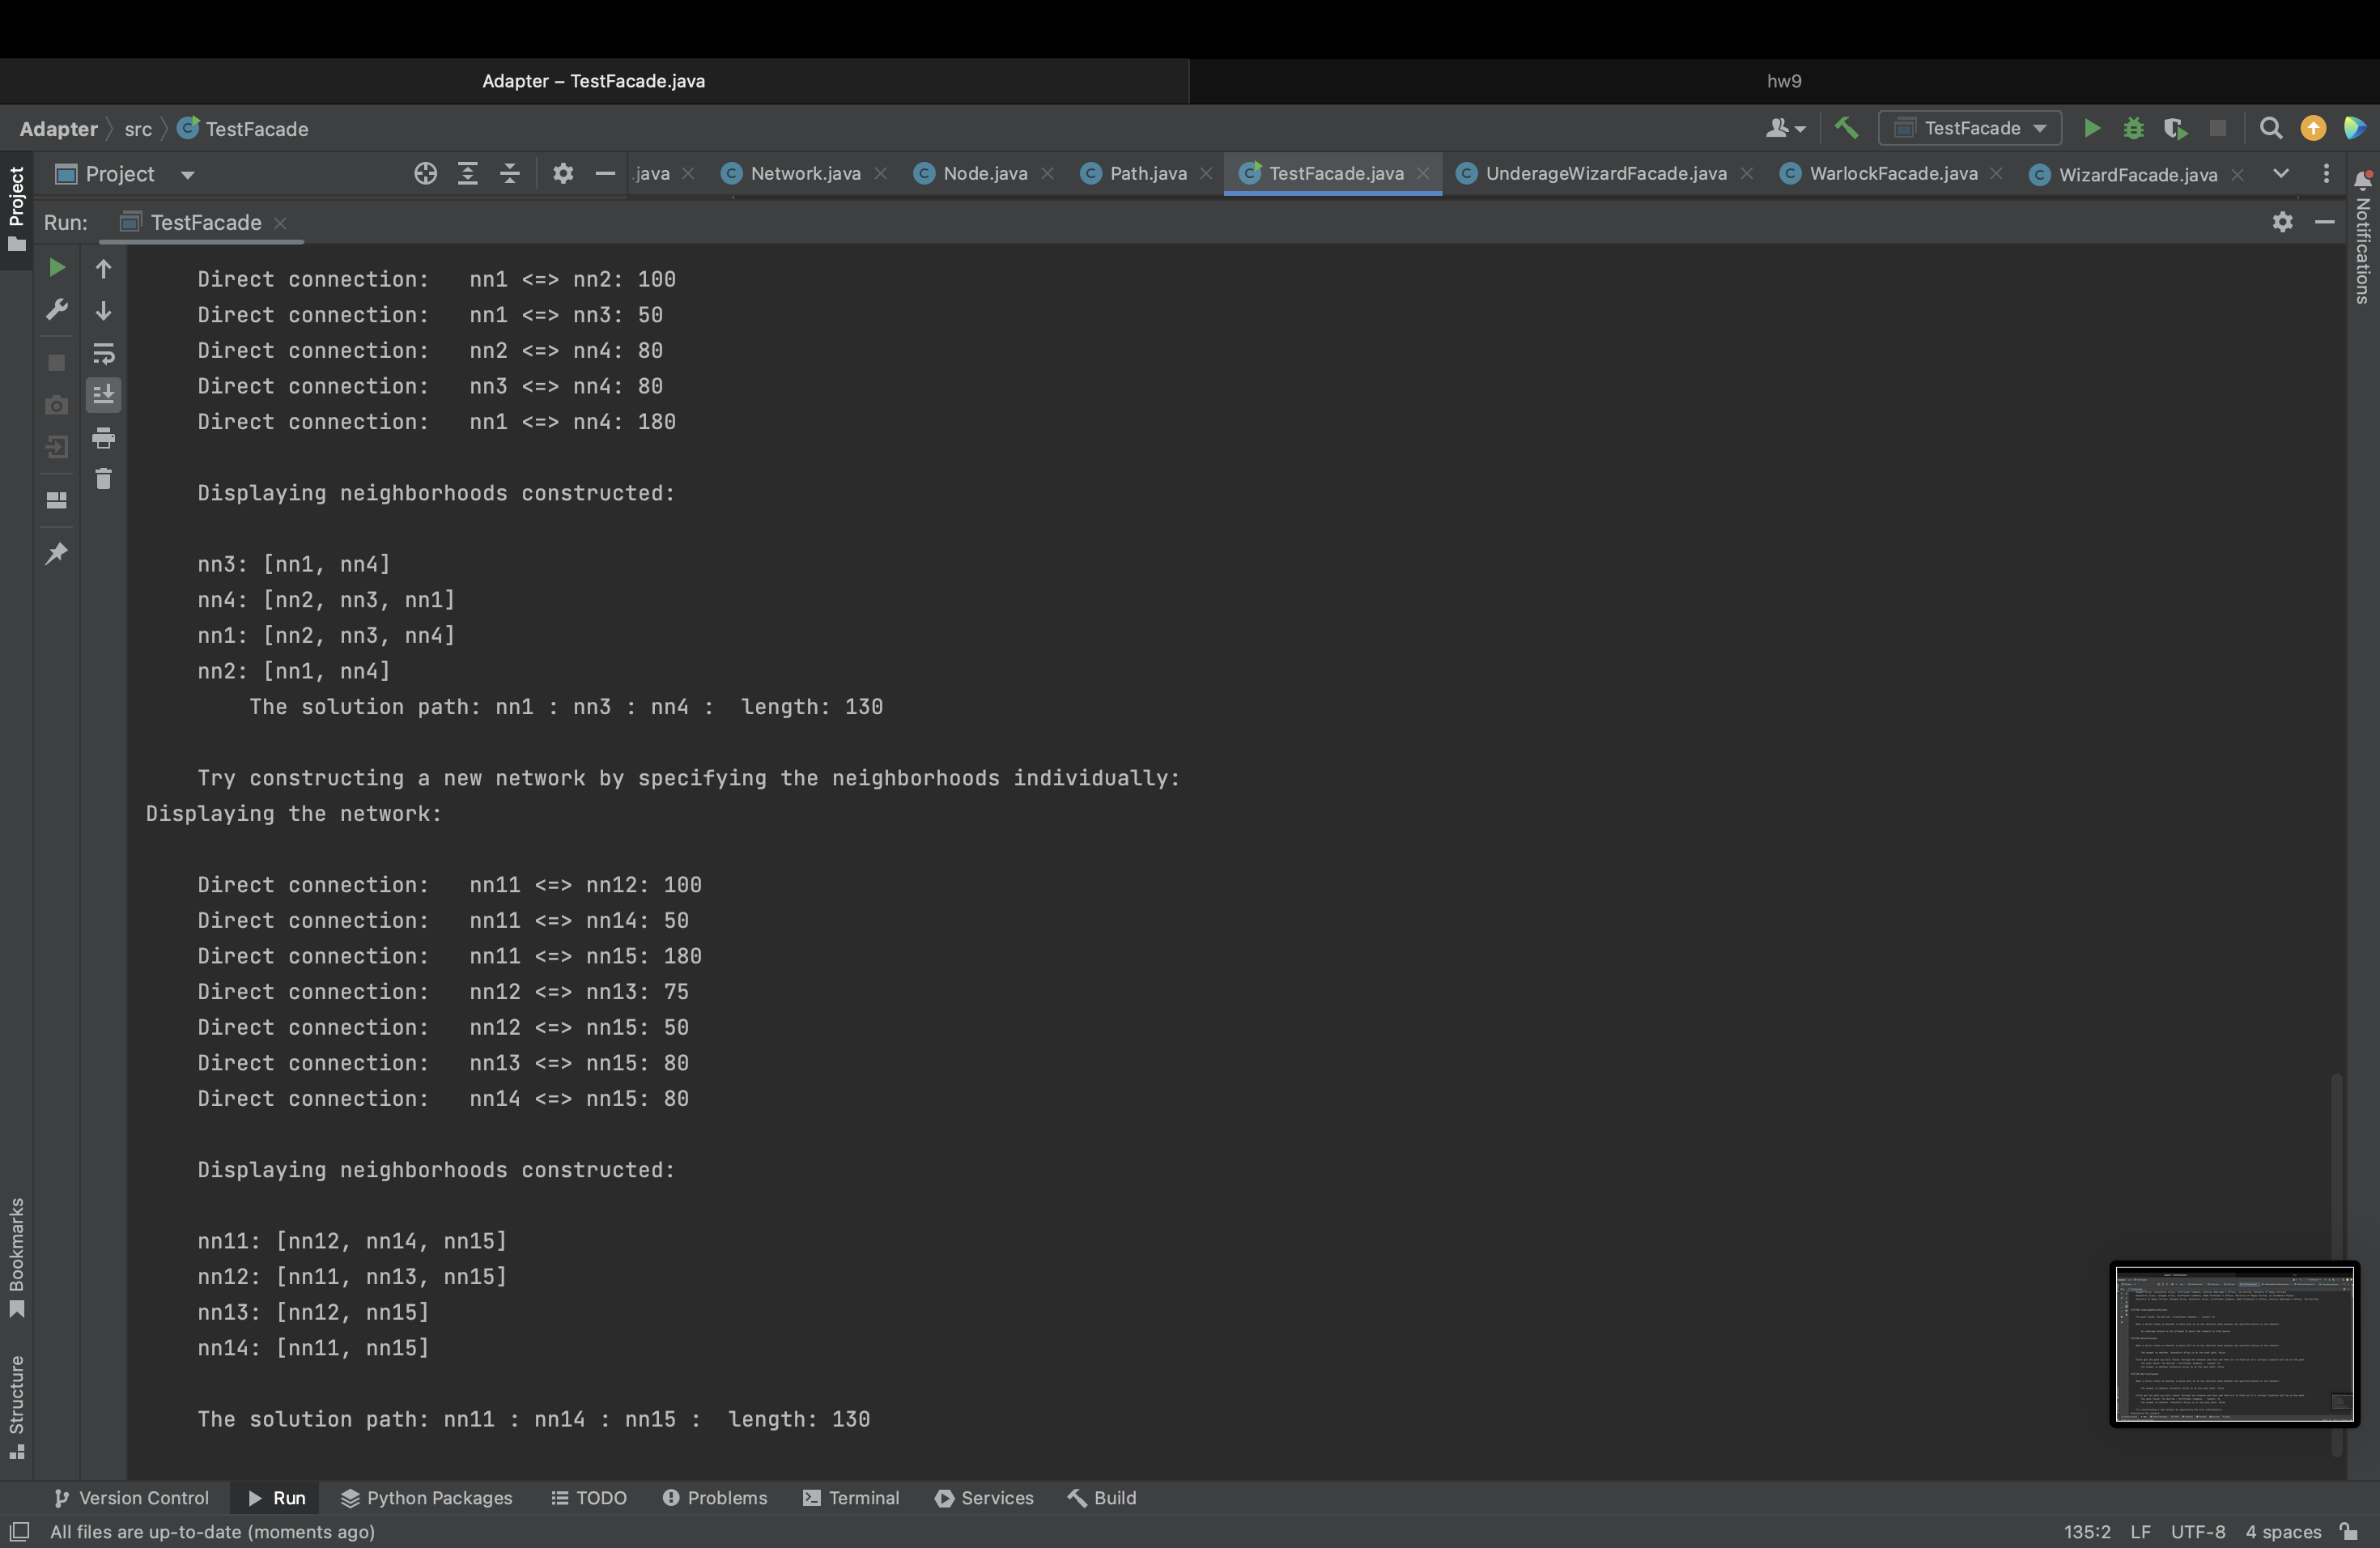 Adapter – TestFacade.java
hw9
Adapter
src
TestFacade
TestFacade
Project
.java
Network.java
Node.java
Path.java
TestFacade.java
UnderageWizardFacade.java
WarlockFacade.java
WizardFacade.java
Project
Notifications
Run:
TestFacade
Direct connection:   nn1 <=> nn2: 100
Direct connection:   nn1 <=> nn3: 50
Direct connection:   nn2 <=> nn4: 80
Direct connection:   nn3 <=> nn4: 80
Direct connection:   nn1 <=> nn4: 180
Displaying neighborhoods constructed:
nn3: [nn1, nn4]
nn4: [nn2, nn3, nn1]
nn1: [nn2, nn3, nn4]
nn2: [nn1, nn4]
The solution path: nn1 : nn3 : nn4 :  length: 130
Try constructing a new network by specifying the neighborhoods individually:
Displaying the network:
Direct connection:   nn11 <=> nn12: 100
Direct connection:   nn11 <=> nn14: 50
Direct connection:   nn11 <=> nn15: 180
Direct connection:   nn12 <=> nn13: 75
Direct connection:   nn12 <=> nn15: 50
Direct connection:   nn13 <=> nn15: 80
Direct connection:   nn14 <=> nn15: 80
Displaying neighborhoods constructed:
nn11: [nn12, nn14, nn15]
nn12: [nn11, nn13, nn15]
nn13: [nn12, nn15]
nn14: [nn11, nn15]
The solution path: nn11 : nn14 : nn15 :  length: 130
Bookmarks
Structure
Version Control
Run
Python Packages
TODO
Problems
Terminal
Services
Build
All files are up-to-date (moments ago)
135:2
LF
UTF-8
4 spaces